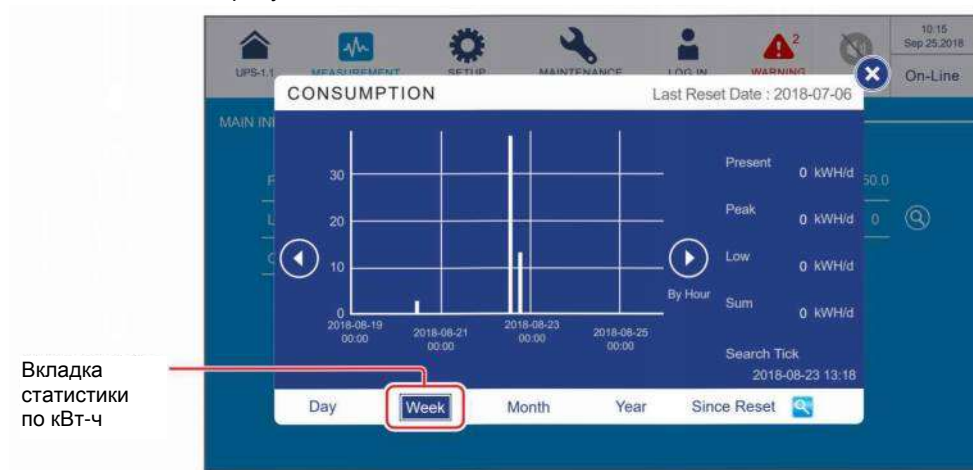 10:15
Sep 25,2018
2
UPS-1.1
MEASUREMENT
SETUP
MAINTENANCE
LOG IN
WARNING
On-Line
CONSUMPTION
Last Reset Date : 2018-07-06
MAIN IN
30
20
10
0
2018-08-19
00:00
2018-08-21
00:00
2018-08-23
00:00
2018-08-25
00:00
By Hour
Present 0 kWH/d
Peak 0 kWH/d
Low 0 kWH/d
Sum 0 kWH/d
Search Tick
2018-08-23 13:18
50.0
0
Day Week Month Year Since Reset
Вкладка
статистики
по кВт-ч